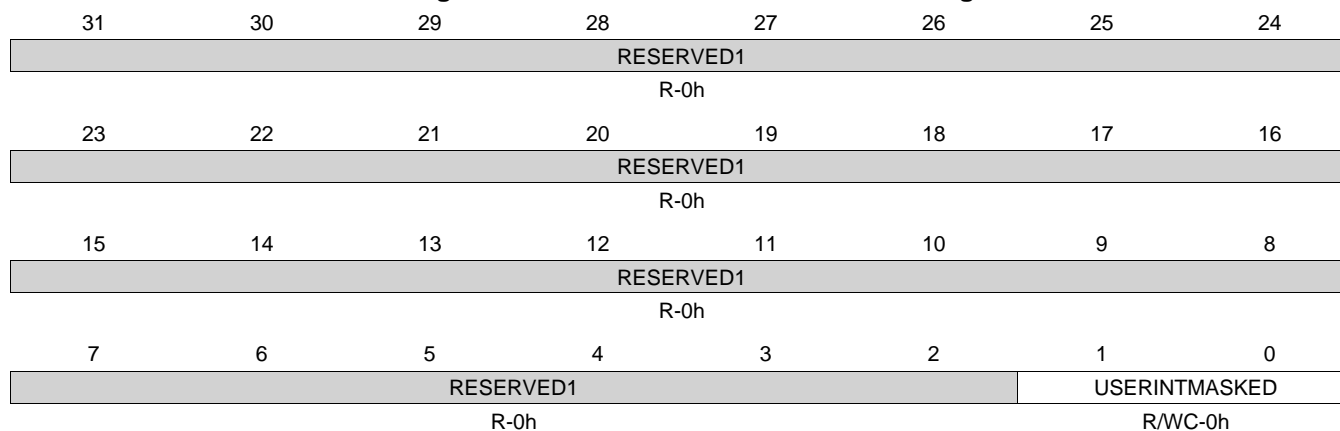 31 30 29 28 27 26 25 24
RESERVED1
R-0h
23 22 21 20 19 18 17 16
RESERVED1
R-0h
15 14 13 12 11 10 9 8
RESERVED1
R-0h
7 6 5 4 3 2 1 0
RESERVED1 USERINTMASKED
R-0h R/WC-0h